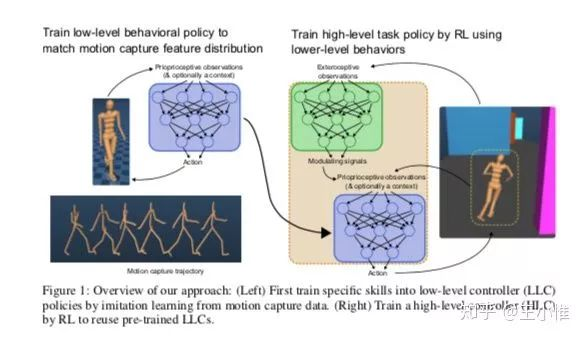 Train low-level behavioral policy to
match motion capture feature distribution
Proprioceptive observations
(& optionally a context)
Action
Motion capture trajectory
Train high-level task policy by RL using
lower-level behaviors
Exteroceptive
observations
Modulating signals
Proprioceptive observations
(& optionally a context)
Action
Figure 1: Overview of our approach: (Left) First train specific skills into low-level controller (LLC)
policies by imitation learning from motion capture data. (Right) Train a high-level controller (HLC)
by RL to reuse pre-trained LLCs.
知乎 @王小惟